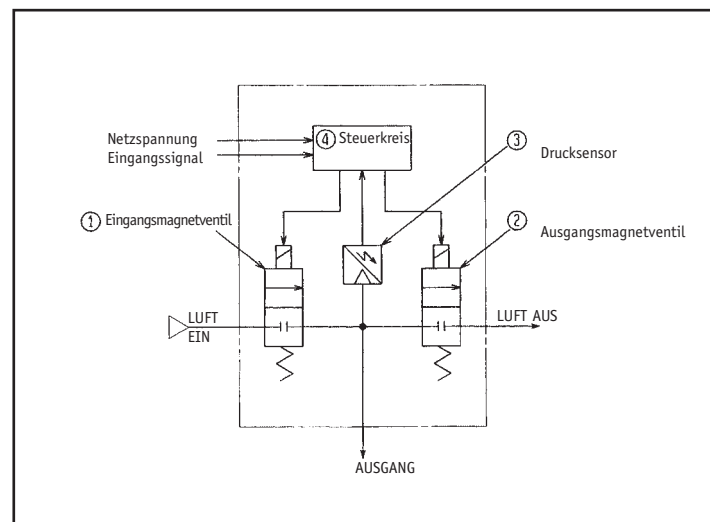 ④ Steuerkreis
Netzspannung
Eingangssignal
③
Drucksensor
① Eingangsmagnetventil
②
Ausgangsmagnetventil
LUFT
EIN
LUFT AUS
AUSGANG